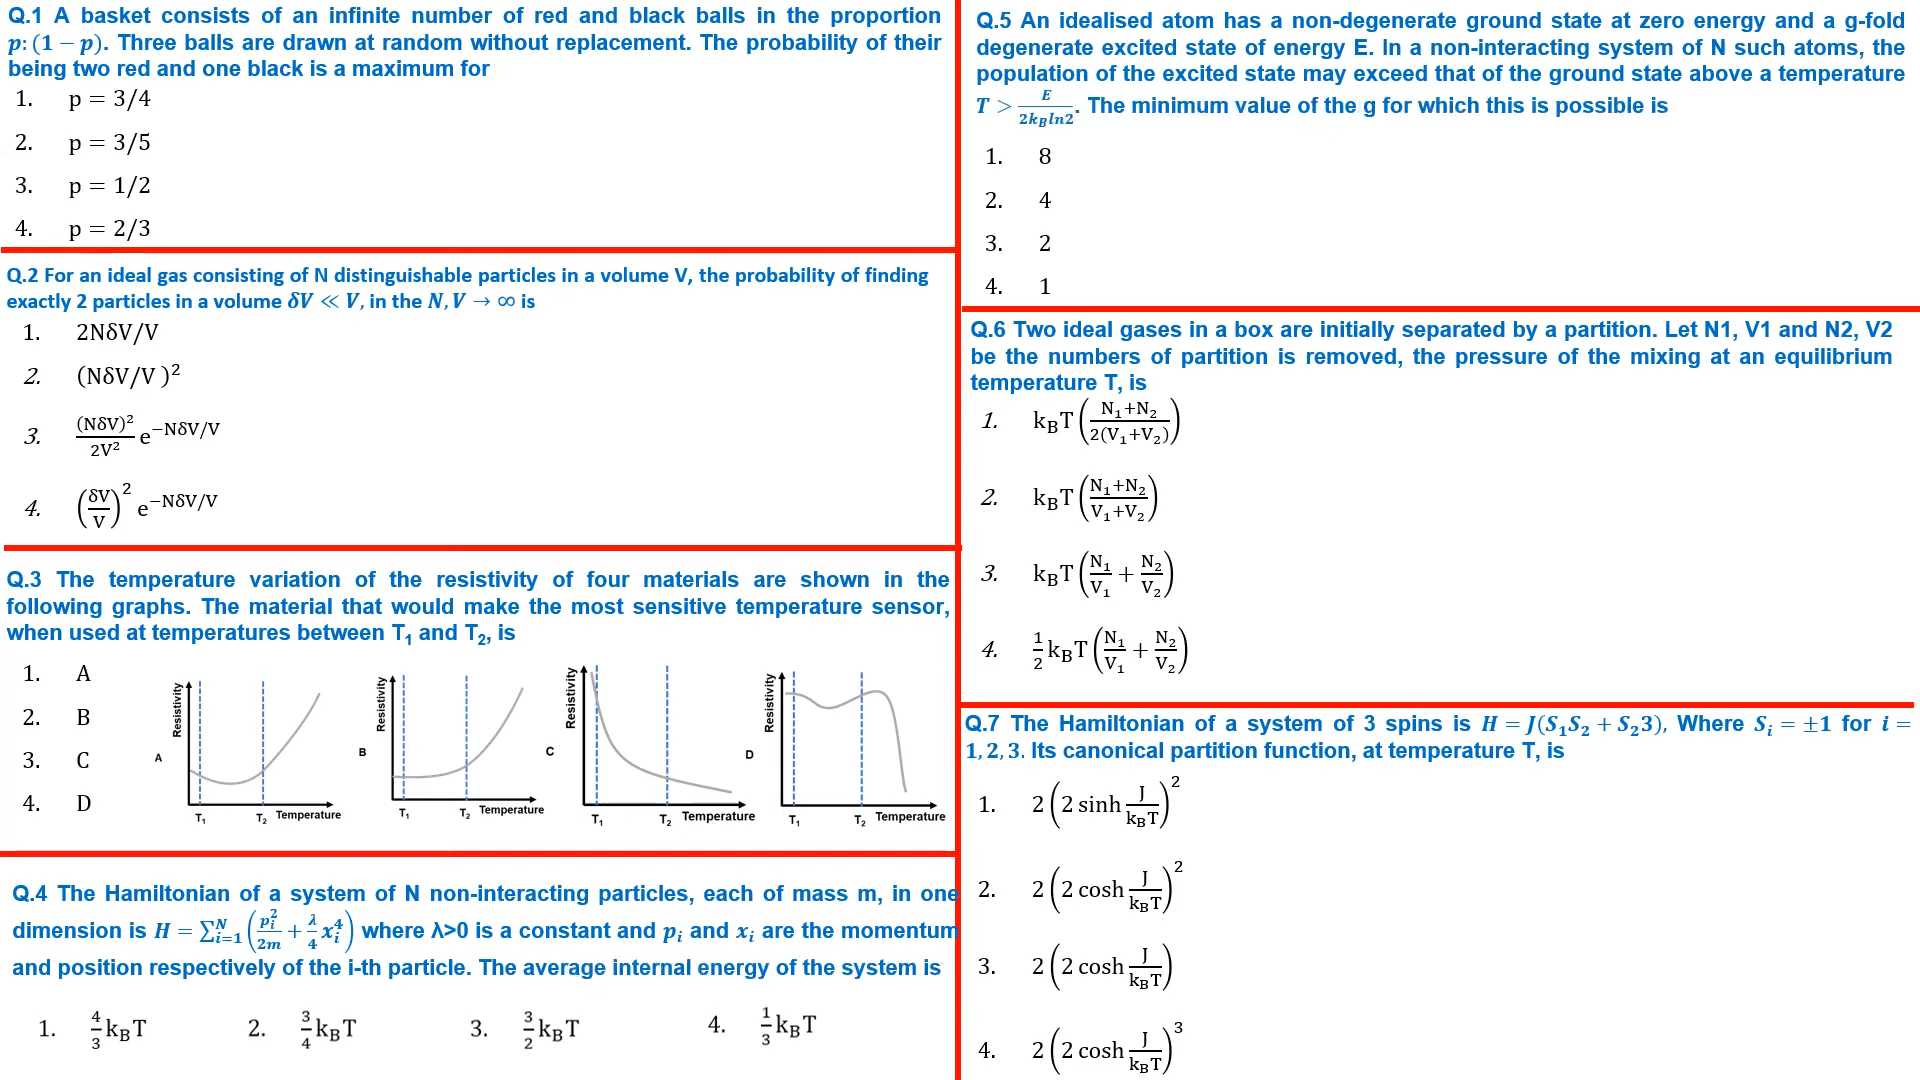 Q.1 A basket consists of an infinite number of red and black balls in the proportion
p: (1 − p). Three balls are drawn at random without replacement. The probability of their
being two red and one black is a maximum for
1. p = 3/4
2. p = 3/5
3. p = 1/2
4. p = 2/3
Q.2 For an ideal gas consisting of N distinguishable particles in a volume V, the probability of finding
exactly 2 particles in a volume δV ≪ V, in the N, V → ∞ is
1. 2NδV/V
2. (NδV/V )²
3. (NδV)²/2V² e^(−NδV/V)
4. (δV/V)² e^(−NδV/V)
Q.3 The temperature variation of the resistivity of four materials are shown in the
following graphs. The material that would make the most sensitive temperature sensor,
when used at temperatures between T₁ and T₂, is
1. A
2. B
3. C
4. D
A Resistivity T₁ T₂ Temperature
B Resistivity T₁ T₂ Temperature
C Resistivity T₁ T₂ Temperature
D Resistivity T₁ T₂ Temperature
Q.4 The Hamiltonian of a system of N non-interacting particles, each of mass m, in one
dimension is H = Σᵢ₌₁ᴺ (pᵢ²/2m + λ/4 xᵢ⁴) where λ>0 is a constant and pᵢ and xᵢ are the momentum
and position respectively of the i-th particle. The average internal energy of the system is
1. 4/3 k_BT 2. 3/4 k_BT 3. 3/2 k_BT 4. 1/3 k_BT
Q.5 An idealised atom has a non-degenerate ground state at zero energy and a g-fold
degenerate excited state of energy E. In a non-interacting system of N such atoms, the
population of the excited state may exceed that of the ground state above a temperature
T > E/2k_Bln2. The minimum value of the g for which this is possible is
1. 8
2. 4
3. 2
4. 1
Q.6 Two ideal gases in a box are initially separated by a partition. Let N1, V1 and N2, V2
be the numbers of partition is removed, the pressure of the mixing at an equilibrium
temperature T, is
1. k_BT (N₁+N₂/2(V₁+V₂))
2. k_BT (N₁+N₂/V₁+V₂)
3. k_BT (N₁/V₁ + N₂/V₂)
4. 1/2 k_BT (N₁/V₁ + N₂/V₂)
Q.7 The Hamiltonian of a system of 3 spins is H = J(S₁S₂ + S₂3), Where Sᵢ = ±1 for i =
1, 2, 3. Its canonical partition function, at temperature T, is
1. 2 (2 sinh J/k_BT)²
2. 2 (2 cosh J/k_BT)²
3. 2 (2 cosh J/k_BT)
4. 2 (2 cosh J/k_BT)³